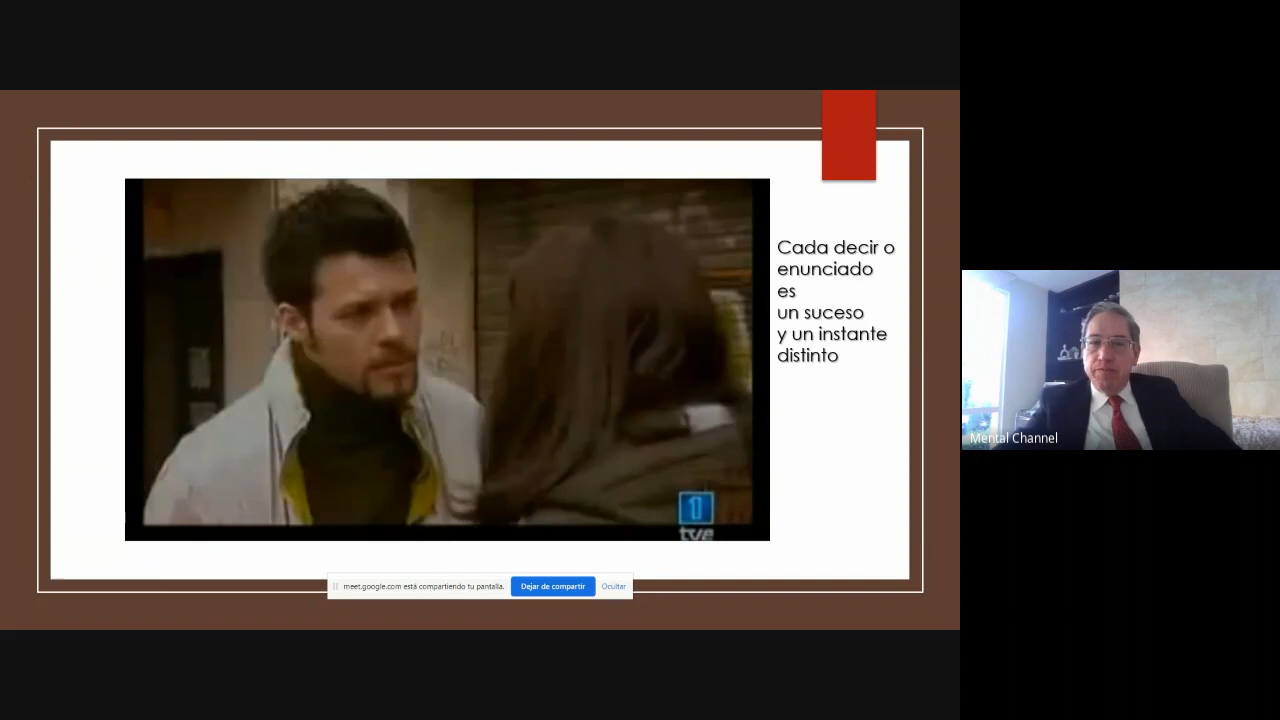 Cada decir o
enunciado
es
un suceso
y un instante
distinto
1
tve
meet.google.com está compartiendo tu pantalla. Dejar de compartir Ocultar
Mental Channel